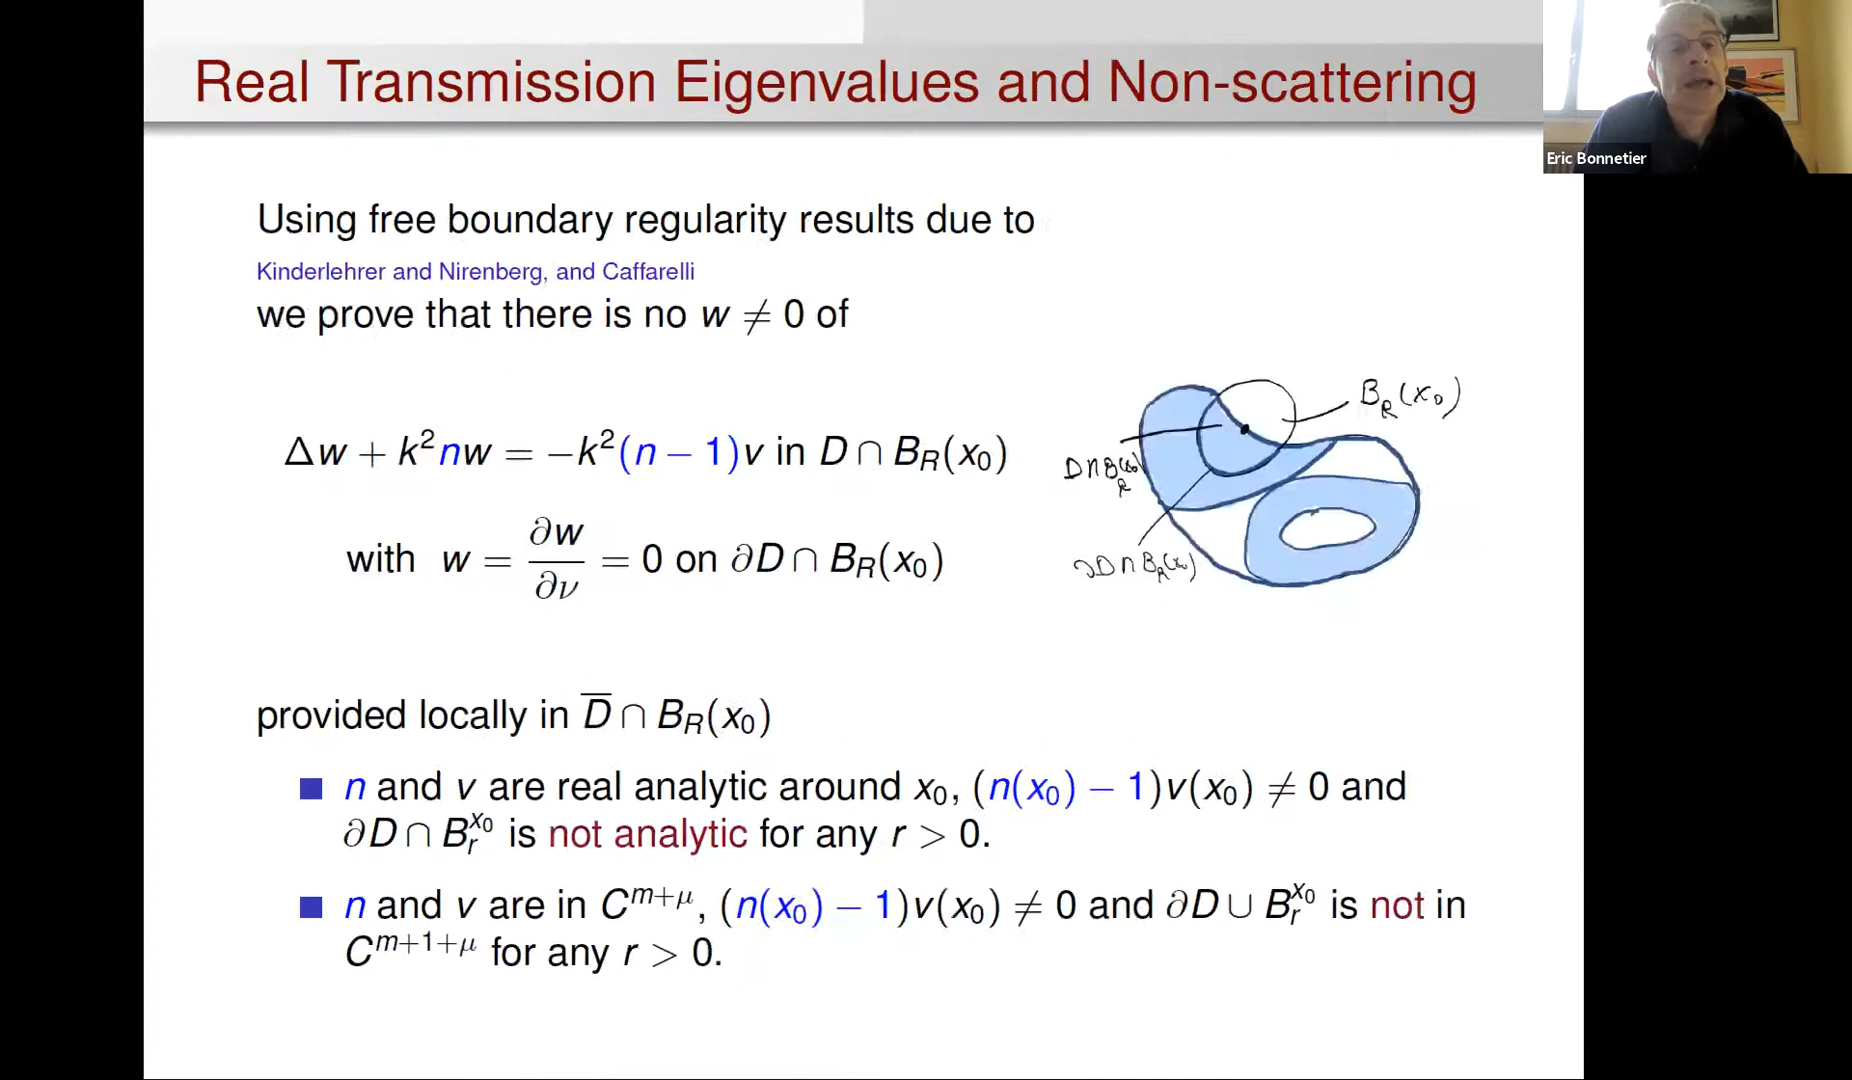 Real Transmission Eigenvalues and Non-scattering
Eric Bonnetier
Using free boundary regularity results due to
Kinderlehrer and Nirenberg, and Caffarelli
we prove that there is no w ≠ 0 of
Δw + k²nw = −k²(n − 1)v in D ∩ B_R(x₀)
with w = ∂w/∂ν = 0 on ∂D ∩ B_R(x₀)
B_R(x₀)
D∩B_R(x₀)
∂D∩B_R(x₀)
provided locally in D̅ ∩ B_R(x₀)
n and v are real analytic around x₀, (n(x₀) − 1)v(x₀) ≠ 0 and
∂D ∩ B_r^{x₀} is not analytic for any r > 0.
n and v are in C^{m+μ}, (n(x₀) − 1)v(x₀) ≠ 0 and ∂D ∪ B_r^{x₀} is not in
C^{m+1+μ} for any r > 0.